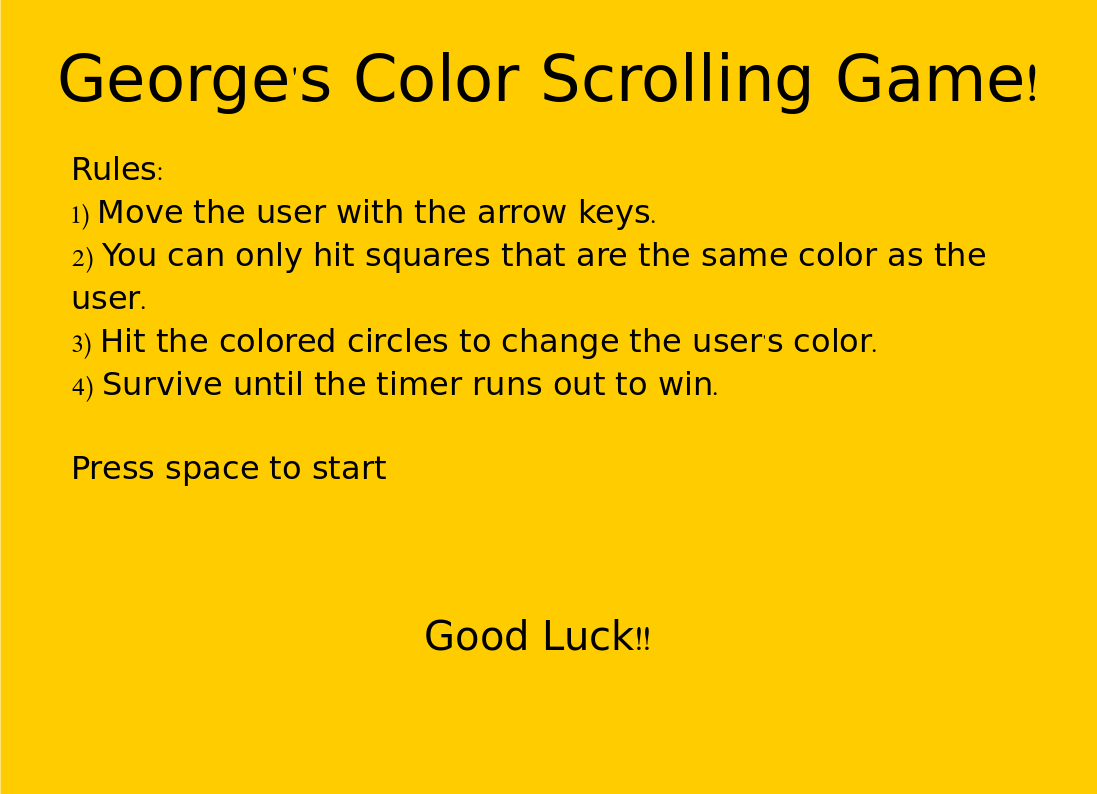 George's Color Scrolling Game!
Rules:
1) Move the user with the arrow keys.
2) You can only hit squares that are the same color as the
user.
3) Hit the colored circles to change the user's color.
4) Survive until the timer runs out to win.
Press space to start
Good Luck!!